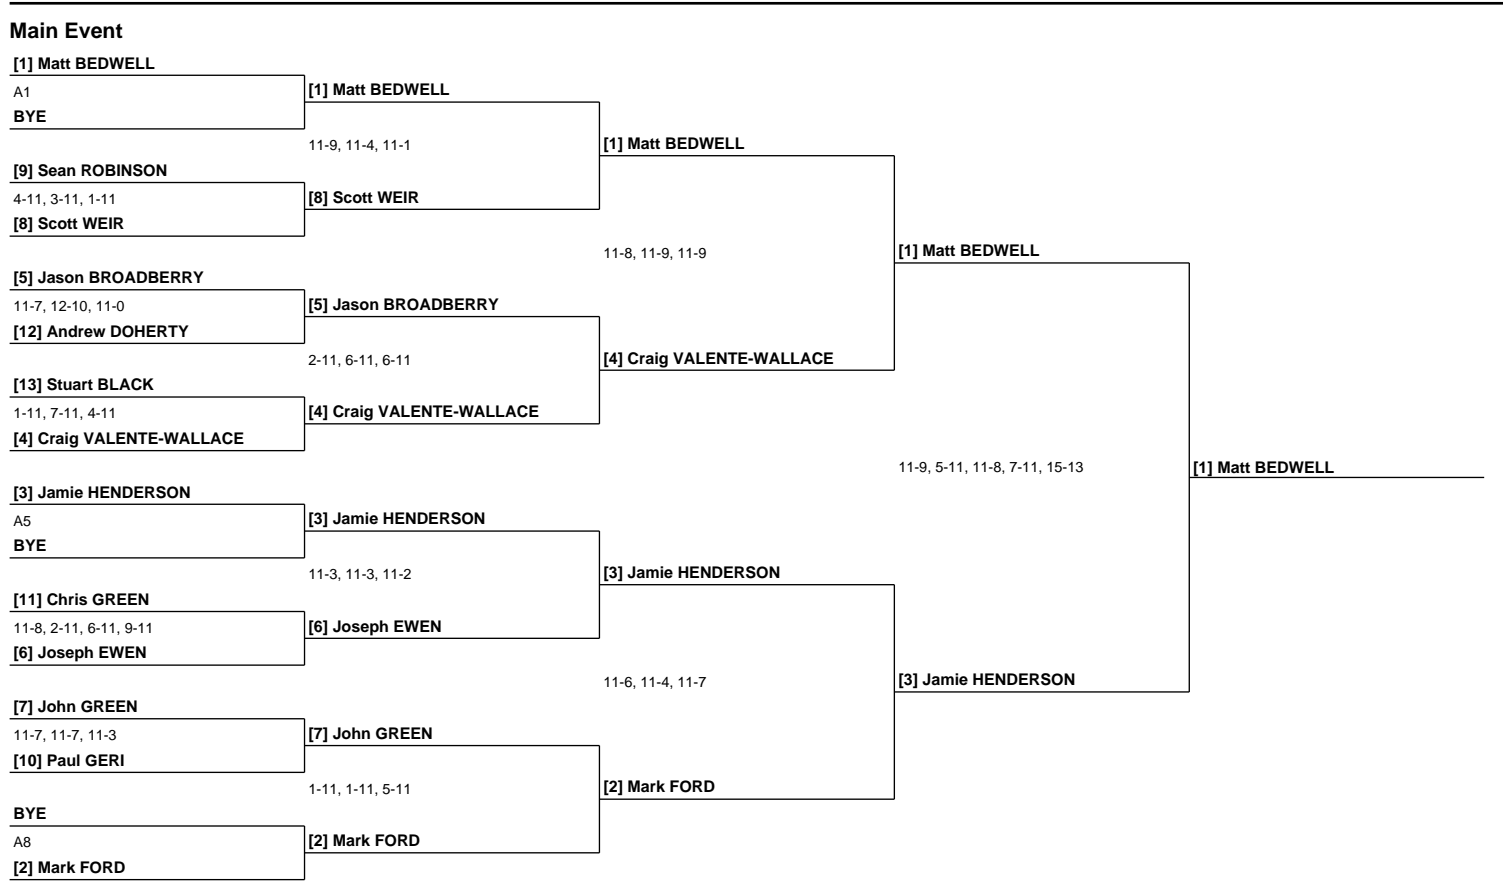 Main Event
[1] Matt BEDWELL
A1
[1] Matt BEDWELL
BYE
11-9, 11-4, 11-1
[1] Matt BEDWELL
[9] Sean ROBINSON
4-11, 3-11, 1-11
[8] Scott WEIR
[8] Scott WEIR
11-8, 11-9, 11-9
[1] Matt BEDWELL
[5] Jason BROADBERRY
11-7, 12-10, 11-0
[5] Jason BROADBERRY
[12] Andrew DOHERTY
2-11, 6-11, 6-11
[4] Craig VALENTE-WALLACE
[13] Stuart BLACK
1-11, 7-11, 4-11
[4] Craig VALENTE-WALLACE
[4] Craig VALENTE-WALLACE
11-9, 5-11, 11-8, 7-11, 15-13
[1] Matt BEDWELL
[3] Jamie HENDERSON
A5
[3] Jamie HENDERSON
BYE
11-3, 11-3, 11-2
[3] Jamie HENDERSON
[11] Chris GREEN
11-8, 2-11, 6-11, 9-11
[6] Joseph EWEN
[6] Joseph EWEN
11-6, 11-4, 11-7
[3] Jamie HENDERSON
[7] John GREEN
11-7, 11-7, 11-3
[7] John GREEN
[10] Paul GERI
1-11, 1-11, 5-11
[2] Mark FORD
BYE
A8
[2] Mark FORD
[2] Mark FORD